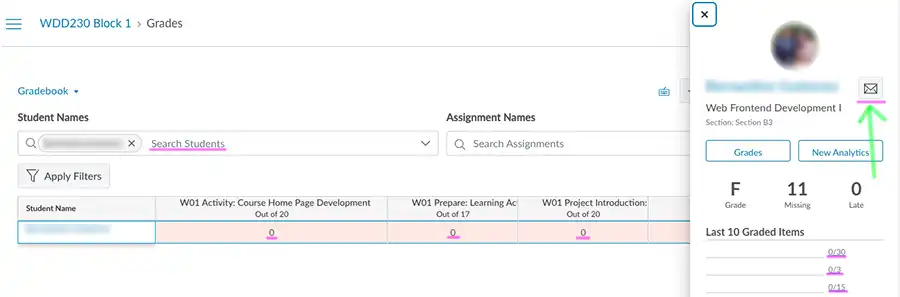 WDD230 Block 1 > Grades
Gradebook
Student Names
Search Students
Assignment Names
Search Assignments
Apply Filters
Student Name
W01 Activity: Course Home Page Development
Out of 20
W01 Prepare: Learning Ac
Out of 17
W01 Project Introduction:
Out of 20
0
0
0
Web Frontend Development I
Section: Section B3
Grades
New Analytics
F
Grade
11
Missing
0
Late
Last 10 Graded Items
0/30
0/3
0/15